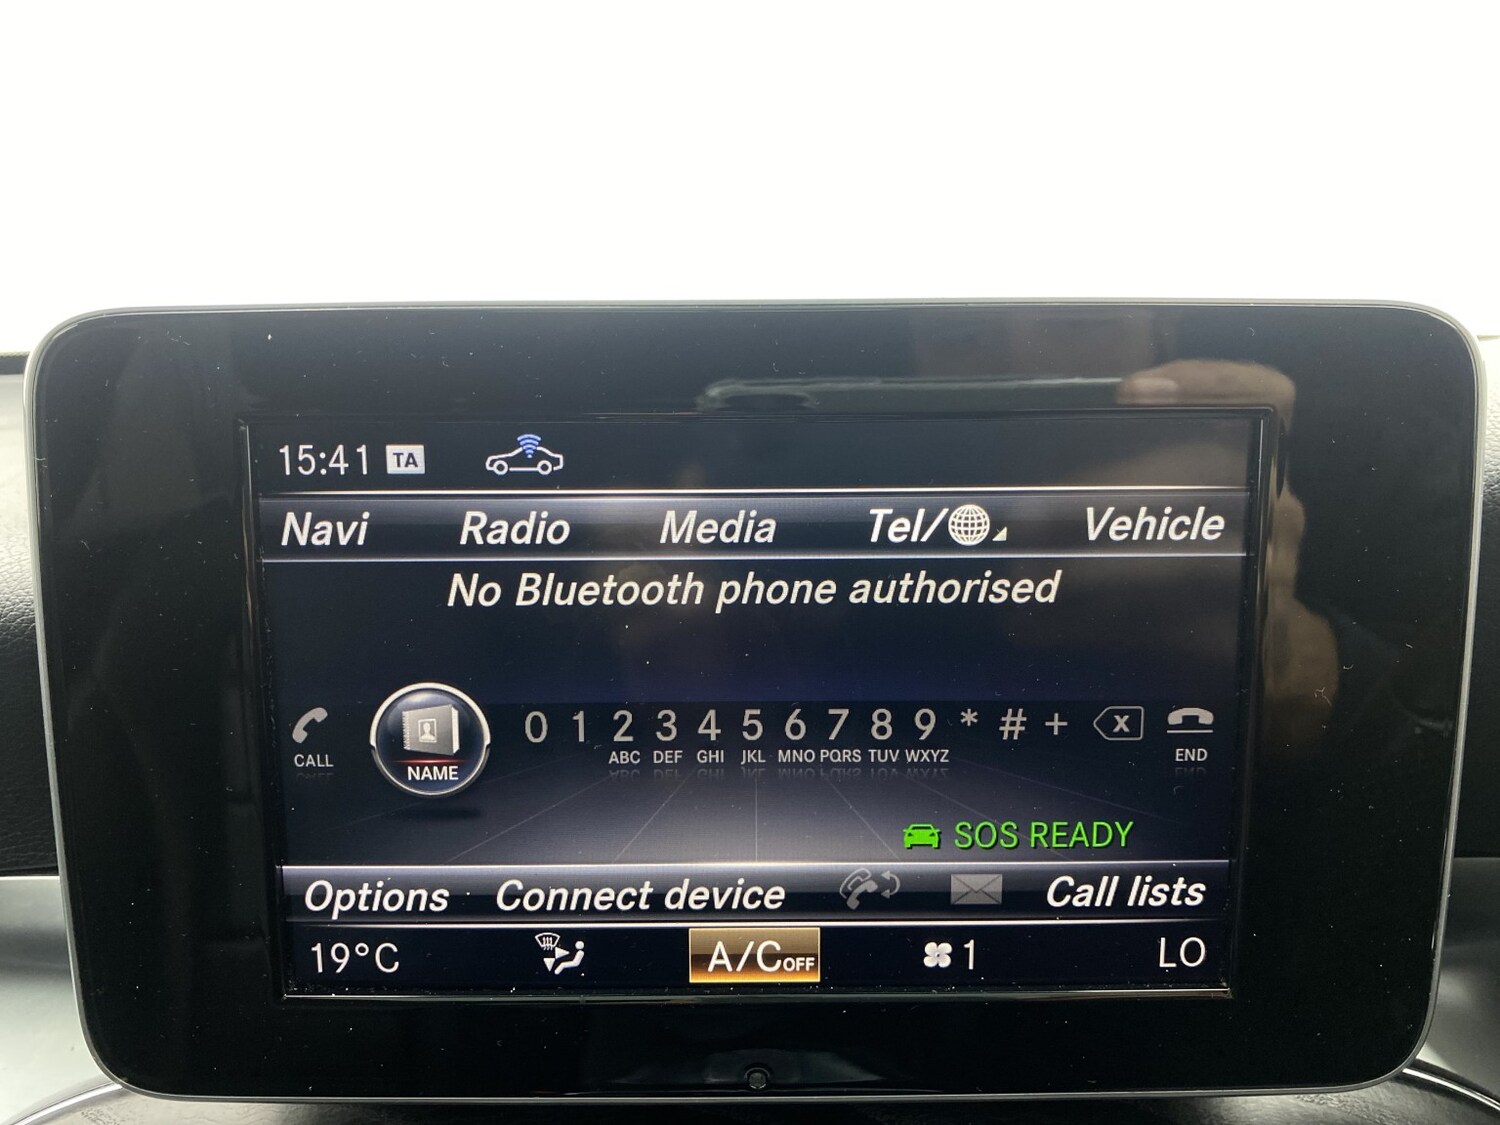 15:41 TA
Navi Radio Media Tel/ Vehicle
No Bluetooth phone authorised
0 1 2 3 4 5 6 7 8 9 * # + x
CALL NAME ABC DEF GHI JKL MNO PQRS TUV WXYZ END
SOS READY
Options Connect device Call lists
19°C A/C OFF 1 LO